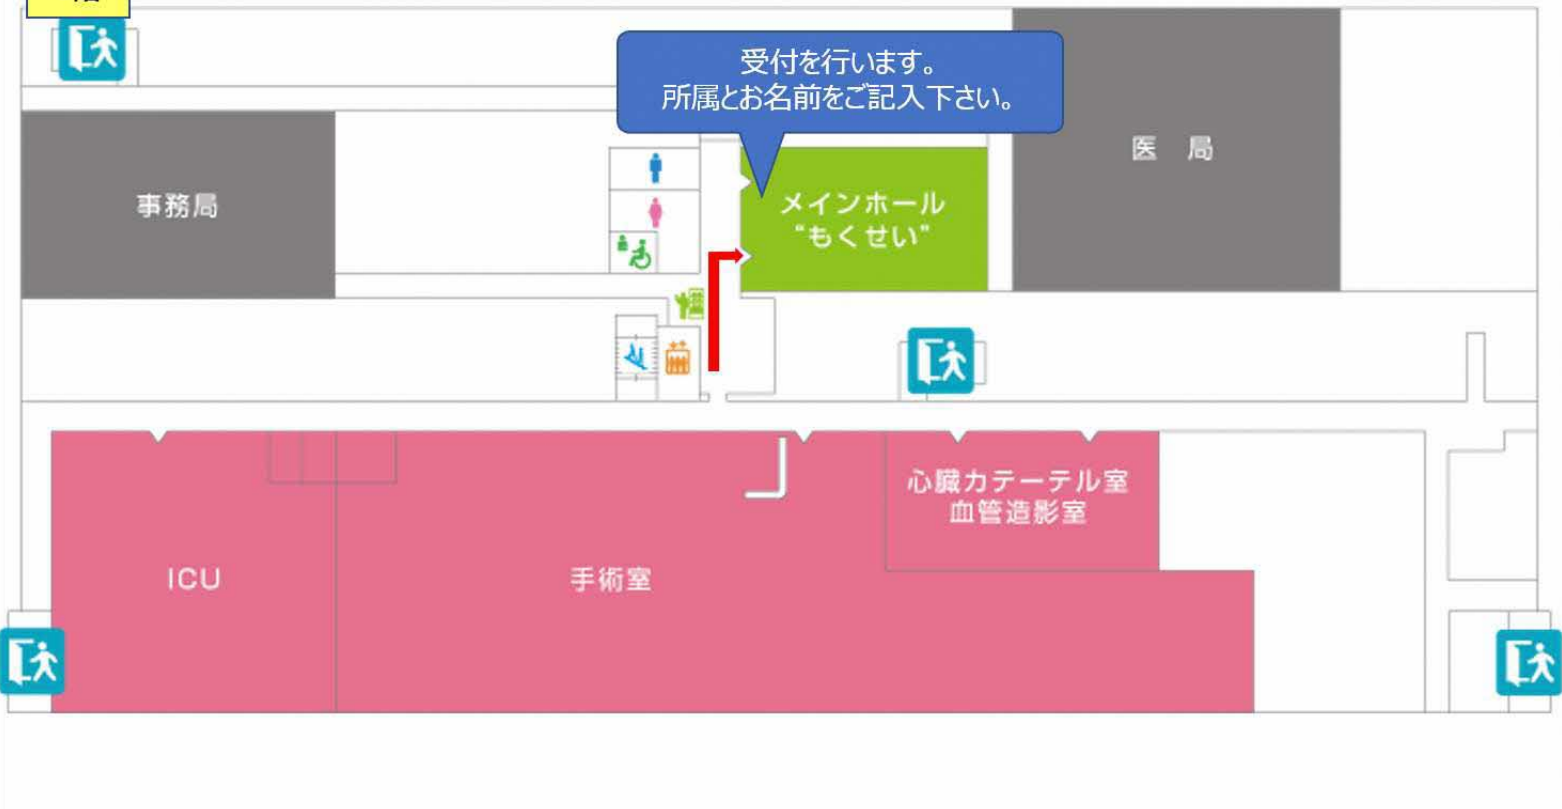 受付を行います。
所属とお名前をご記入下さい。
医 局
事務局
メインホール
“もくせい”
心臓カテーテル室
血管造影室
ICU
手術室